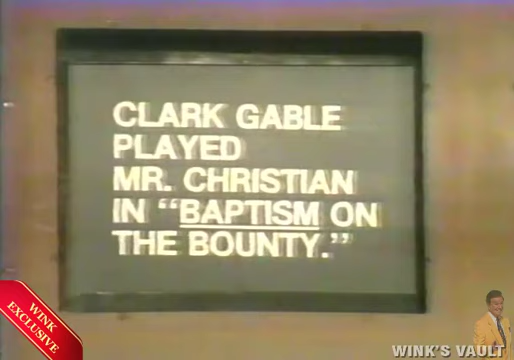 CLARK GABLE
PLAYED
MR. CHRISTIAN
IN “BAPTISM ON
THE BOUNTY.”
WINK
EXCLUSIVE
WINK'S VAULT